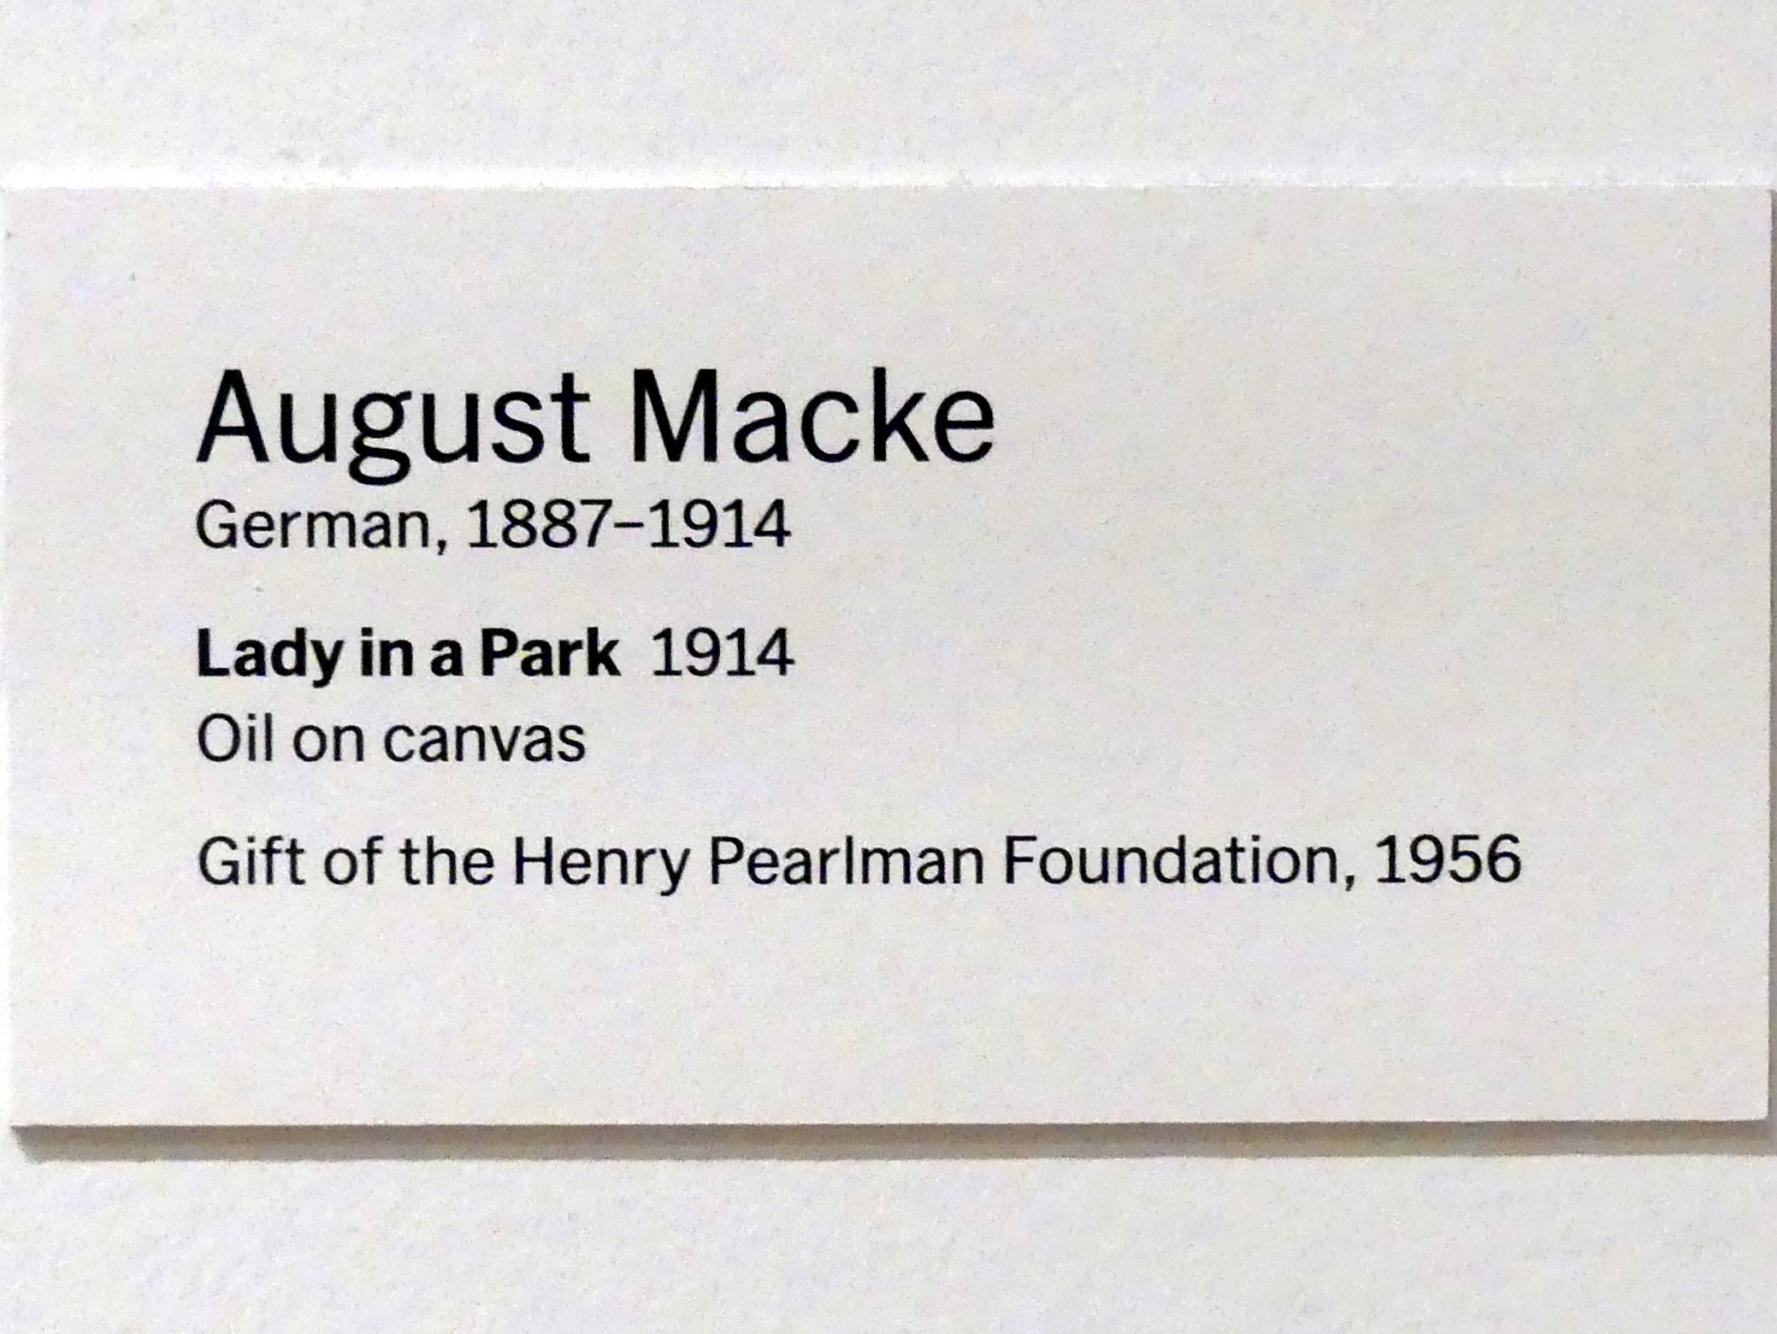 August Macke
German, 1887–1914
Lady in a Park 1914
Oil on canvas
Gift of the Henry Pearlman Foundation, 1956